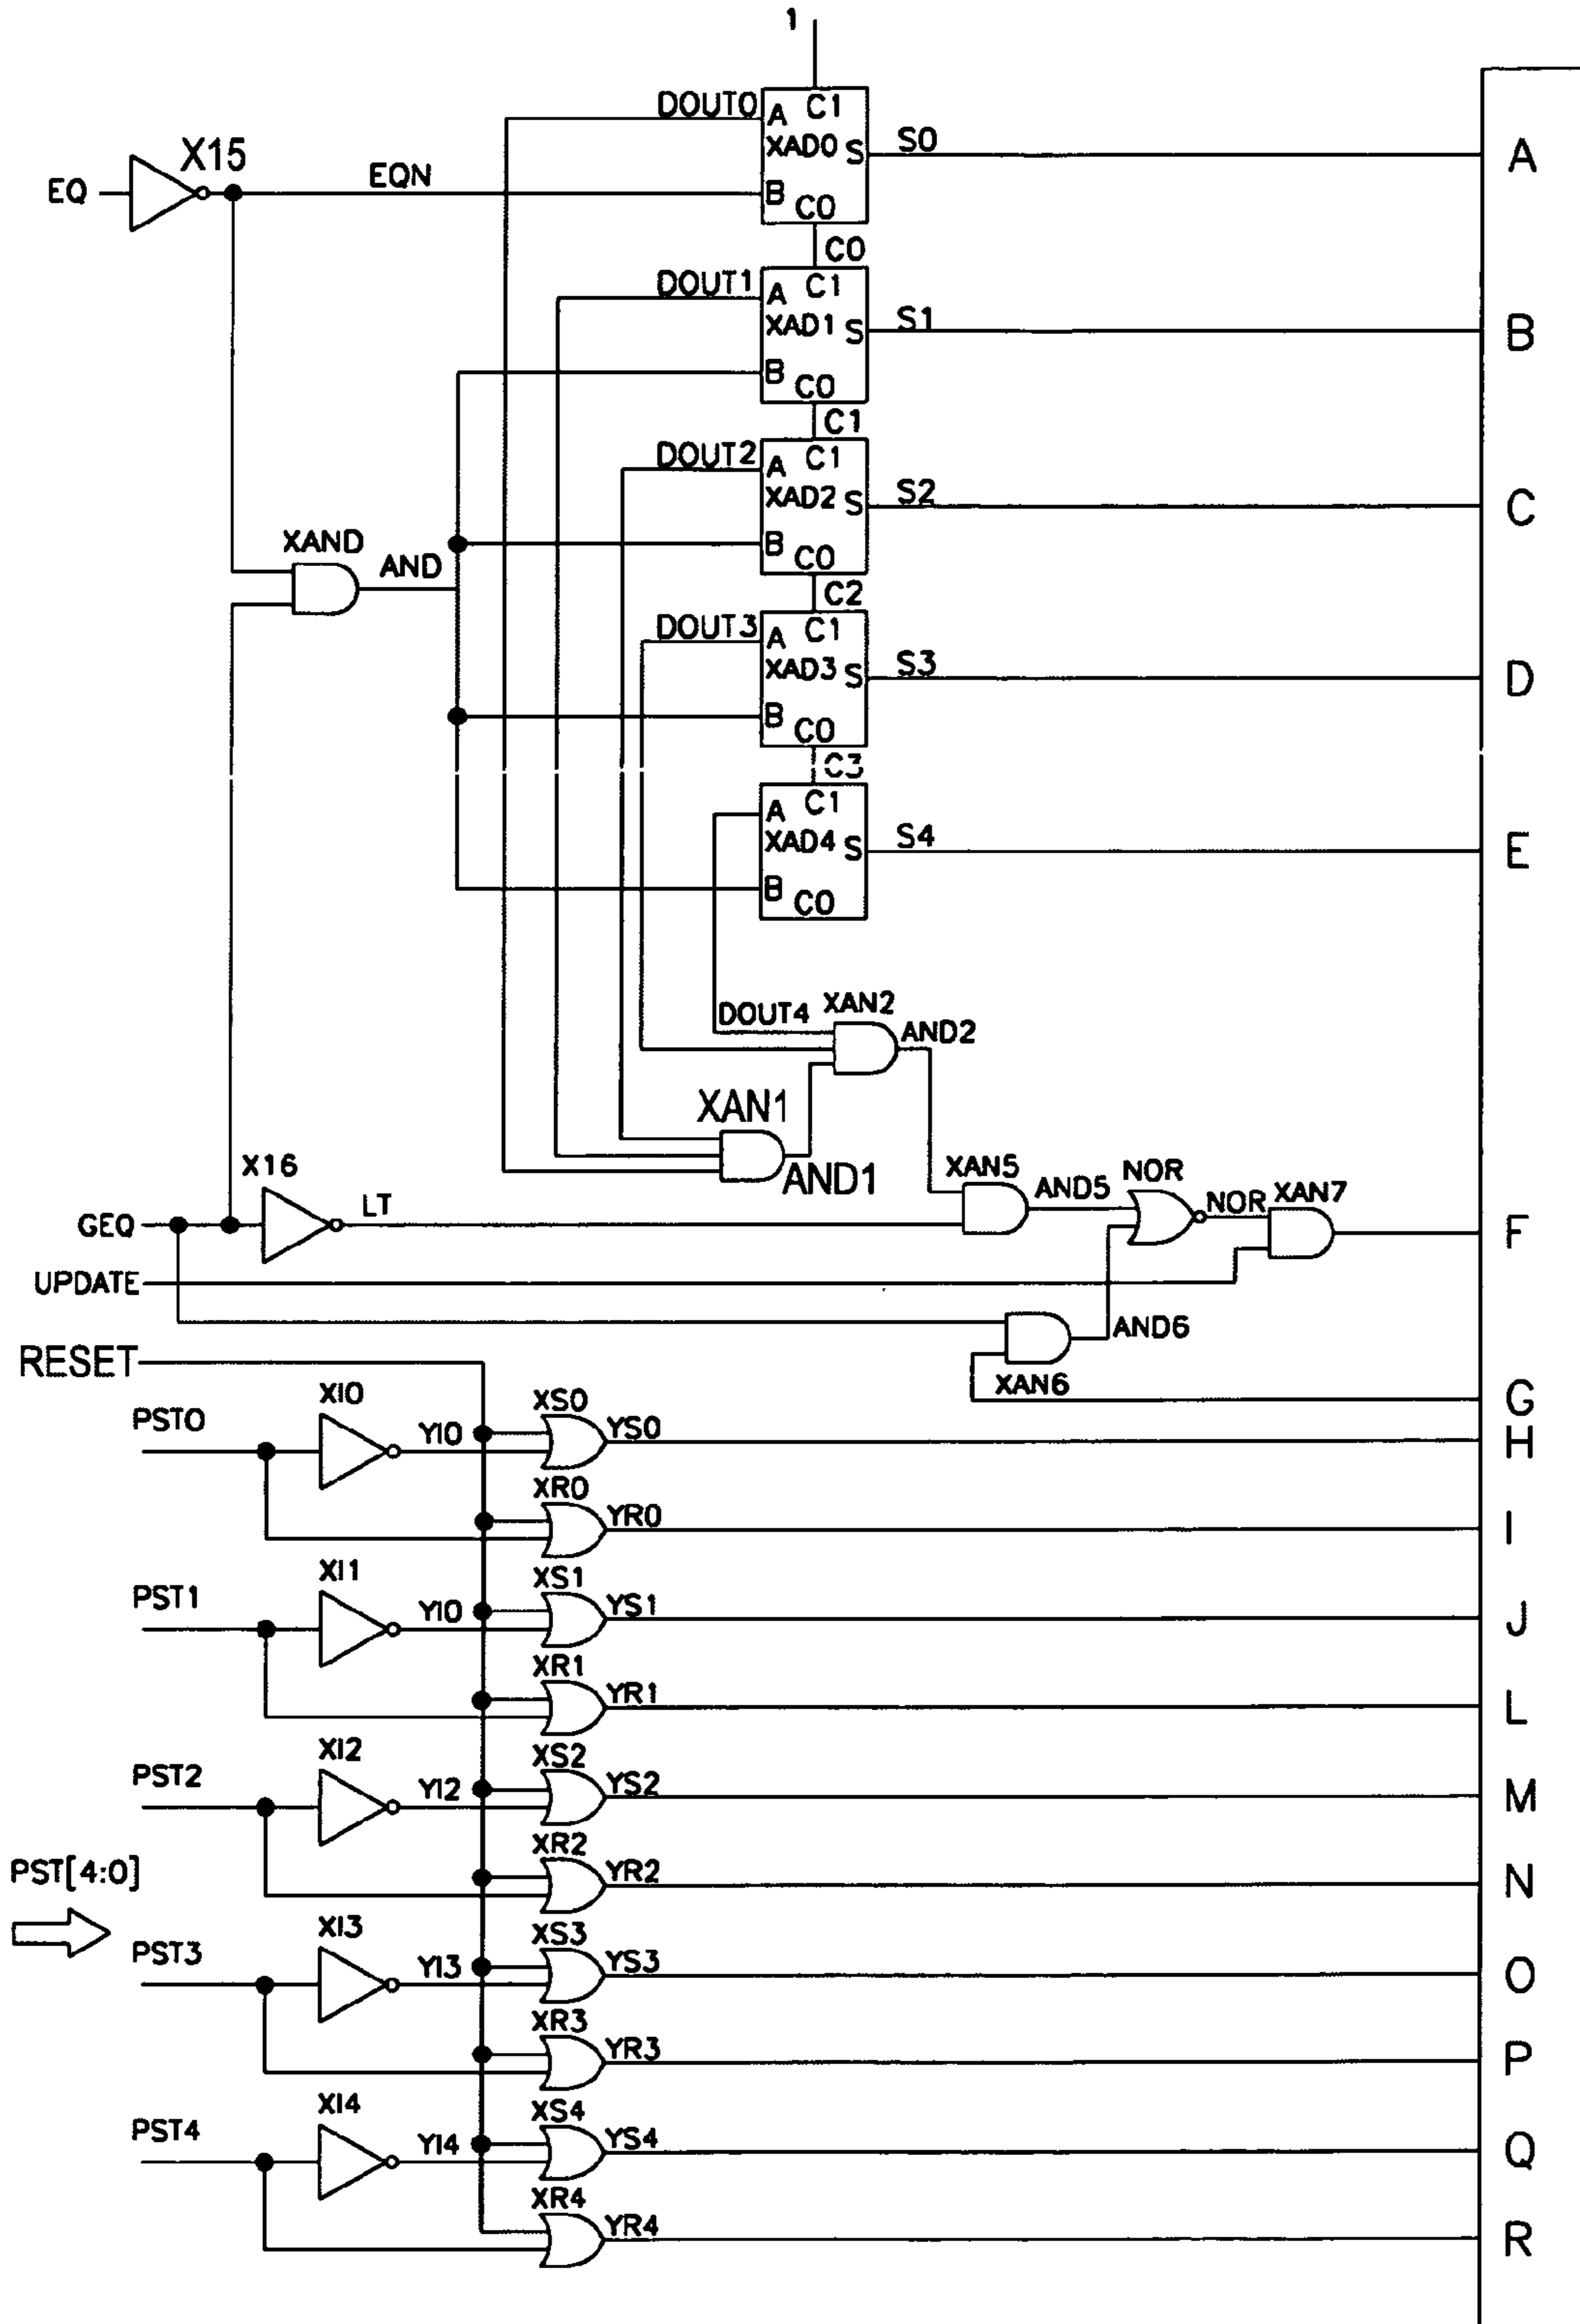 1
DOUT0 A C1
XAD0 S S0 A
X15
EQ EQN B C0
C0
DOUT1 A C1
XAD1 S S1 B
B C0
C1
DOUT2 A C1
XAD2 S S2 C
XAND AND B C0
C2
DOUT3 A C1
XAD3 S S3 D
B C0
C3
A C1
XAD4 S S4 E
B C0
DOUT4 XAN2 AND2
XAN1
AND1
X16 LT XAN5 AND5 NOR NOR XAN7
GEQ F
UPDATE
AND6
RESET
XAN6 G
PST0 XI0 YI0 XS0 YS0 H
XR0 YR0 I
PST1 XI1 YI0 XS1 YS1 J
XR1 YR1 L
PST2 XI2 YI2 XS2 YS2 M
PST[4:0] XR2 YR2 N
PST3 XI3 YI3 XS3 YS3 O
XR3 YR3 P
PST4 XI4 YI4 XS4 YS4 Q
XR4 YR4 R